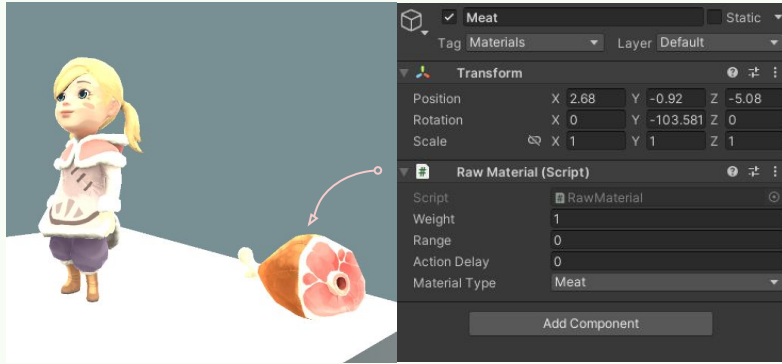 Meat Static
Tag Materials Layer Default
Transform
Position X 2.68 Y -0.92 Z -5.08
Rotation X 0 Y -103.581 Z 0
Scale X 1 Y 1 Z 1
# Raw Material (Script)
Script # RawMaterial
Weight 1
Range 0
Action Delay 0
Material Type Meat
Add Component